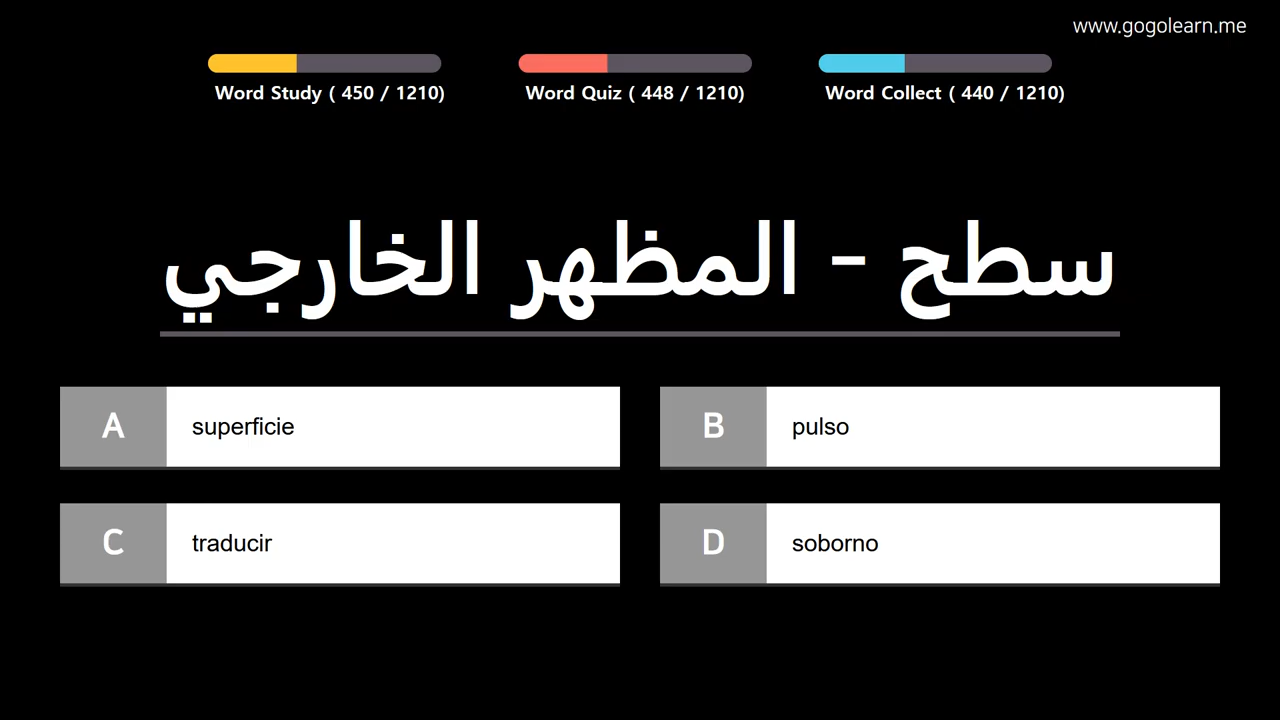 www.gogolearn.me
Word Study ( 450 / 1210)
Word Quiz ( 448 / 1210)
Word Collect ( 440 / 1210)
سطح - المظهر الخارجي
A superficie
B pulso
C traducir
D soborno